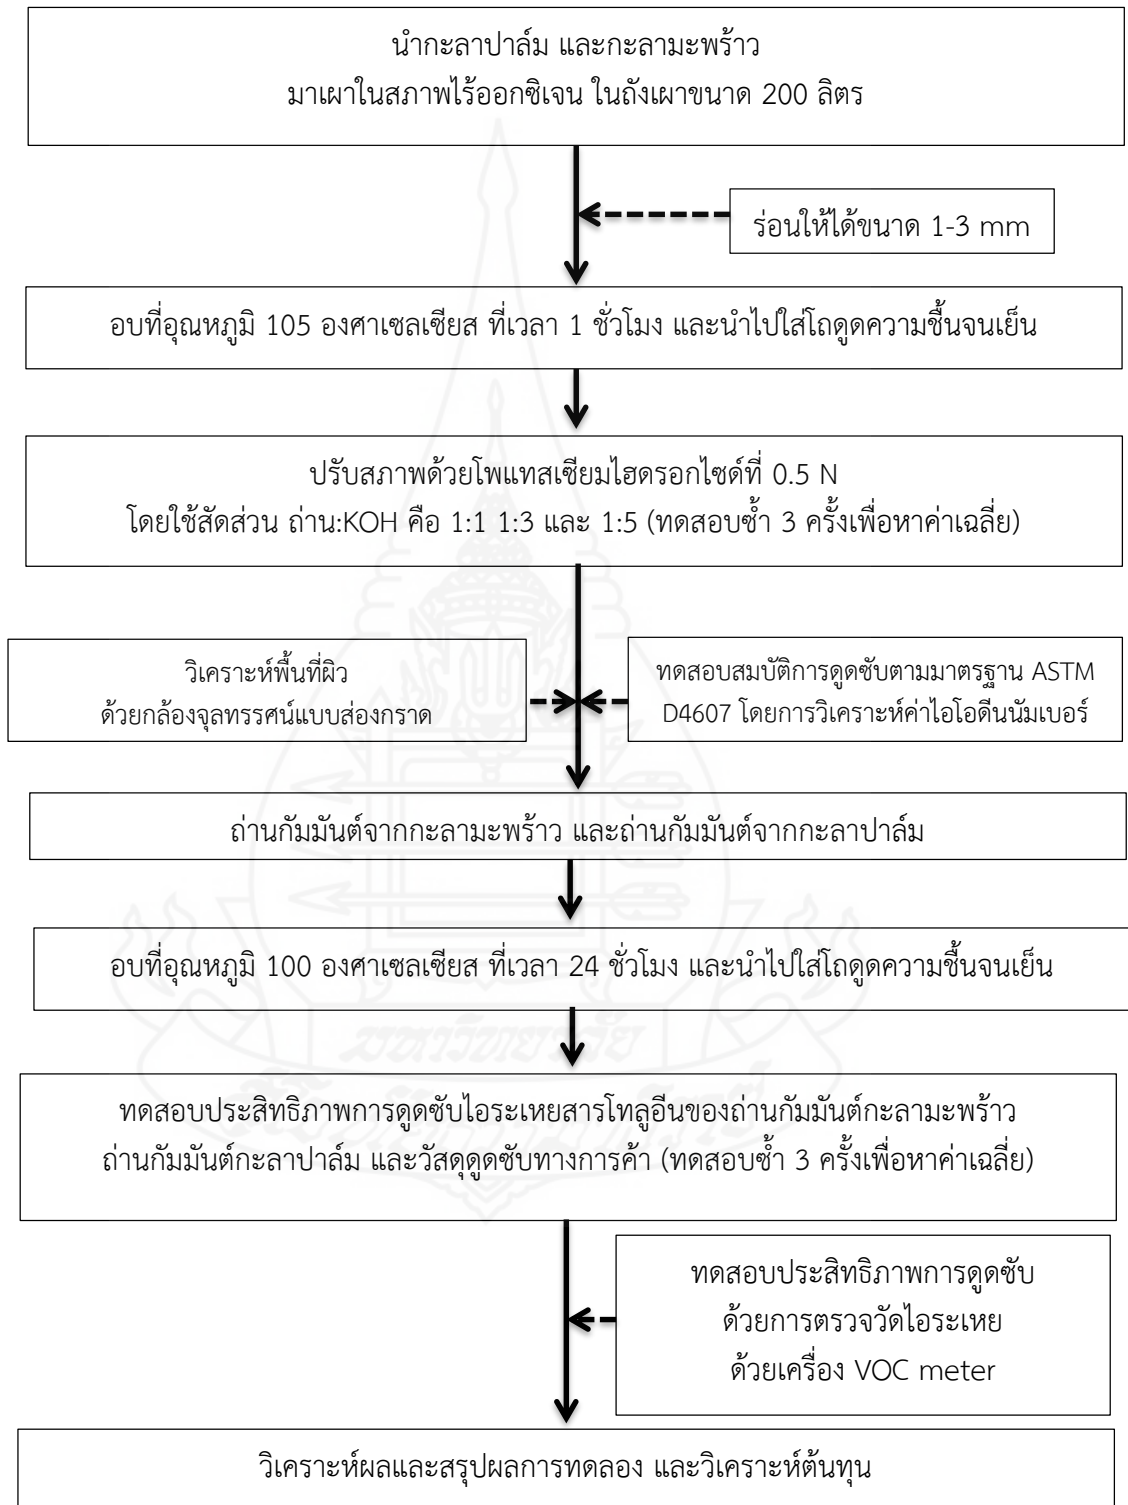 นำกะลาปาล์ม และกะลามะพร้าว
มาเผาในสภาพไร้ออกซิเจน ในถังเผาขนาด 200 ลิตร
ร่อนให้ได้ขนาด 1-3 mm
อบที่อุณหภูมิ 105 องศาเซลเซียส ที่เวลา 1 ชั่วโมง และนำไปใส่โถดูดความชื้นจนเย็น
ปรับสภาพด้วยโพแทสเซียมไฮดรอกไซด์ที่ 0.5 N
โดยใช้สัดส่วน ถ่าน:KOH คือ 1:1 1:3 และ 1:5 (ทดสอบซ้ำ 3 ครั้งเพื่อหาค่าเฉลี่ย)
วิเคราะห์พื้นที่ผิว
ด้วยกล้องจุลทรรศน์แบบส่องกราด
ทดสอบสมบัติการดูดซับตามมาตรฐาน ASTM
D4607 โดยการวิเคราะห์ค่าไอโอดีนนัมเบอร์
ถ่านกัมมันต์จากกะลามะพร้าว และถ่านกัมมันต์จากกะลาปาล์ม
อบที่อุณหภูมิ 100 องศาเซลเซียส ที่เวลา 24 ชั่วโมง และนำไปใส่โถดูดความชื้นจนเย็น
มหาวิทยาลัย
ทดสอบประสิทธิภาพการดูดซับไอระเหยสารโทลูอีนของถ่านกัมมันต์กะลามะพร้าว
ถ่านกัมมันต์กะลาปาล์ม และวัสดุดูดซับทางการค้า (ทดสอบซ้ำ 3 ครั้งเพื่อหาค่าเฉลี่ย)
ทดสอบประสิทธิภาพการดูดซับ
ด้วยการตรวจวัดไอระเหย
ด้วยเครื่อง VOC meter
วิเคราะห์ผลและสรุปผลการทดลอง และวิเคราะห์ต้นทุน